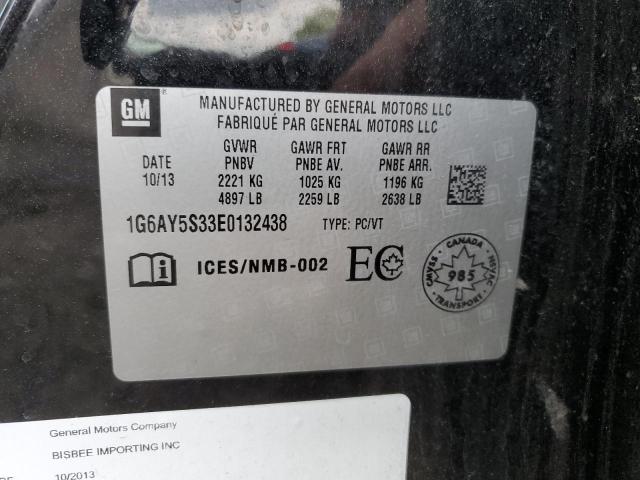 GM
MANUFACTURED BY GENERAL MOTORS LLC
FABRIQUÉ PAR GENERAL MOTORS LLC
GVWR GAWR FRT GAWR RR
DATE PNBV PNBE AV. PNBE ARR.
10/13 2221 KG 1025 KG 1196 KG
4897 LB 2259 LB 2638 LB
1G6AY5S33E0132438 TYPE: PC/VT
i ICES/NMB-002 EC
CANADA
CMVSS 985 NSVAC
TRANSPORT
General Motors Company
BISBEE IMPORTING INC
10/2013